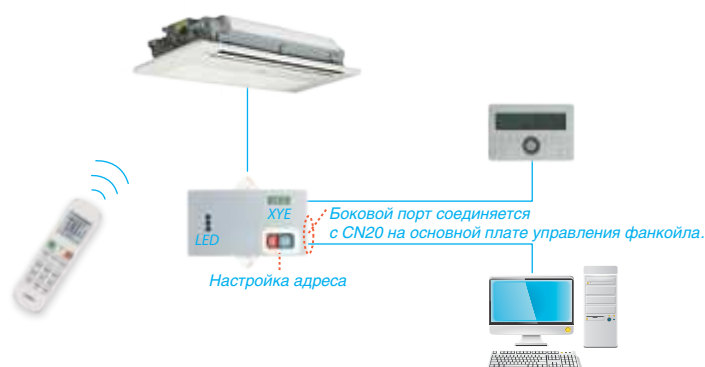 XYE
LED
Боковой порт соединяется
с CN20 на основной плате управления фанкойла.
Настройка адреса